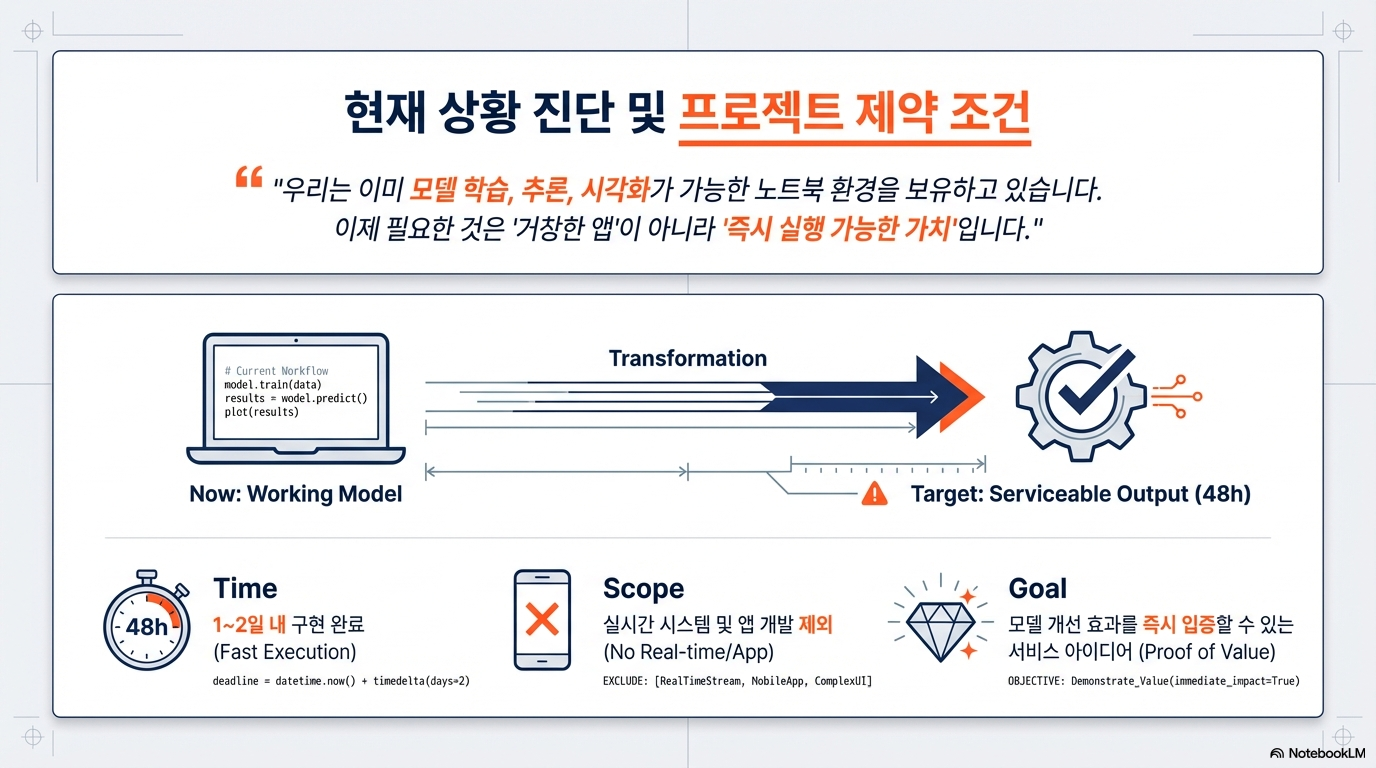 현재 상황 진단 및 프로젝트 제약 조건
"우리는 이미 모델 학습, 추론, 시각화가 가능한 노트북 환경을 보유하고 있습니다.
이제 필요한 것은 '거창한 앱'이 아니라 '즉시 실행 가능한 가치'입니다."
# Current Workflow
model.train(data)
results = wodel.predict()
plot(results)
Now: Working Model
Transformation
Target: Serviceable Output (48h)
48h
Time
1~2일 내 구현 완료
(Fast Execution)
deadline = datetime.now() + timedelta(days=2)
Scope
실시간 시스템 및 앱 개발 제외
(No Real-time/App)
EXCLUDE: [RealTimeStream, MobileApp, ComplexUI]
Goal
모델 개선 효과를 즉시 입증할 수 있는
서비스 아이디어 (Proof of Value)
OBJECTIVE: Demonstrate_Value(immediate_impact=True)
NotebookLM